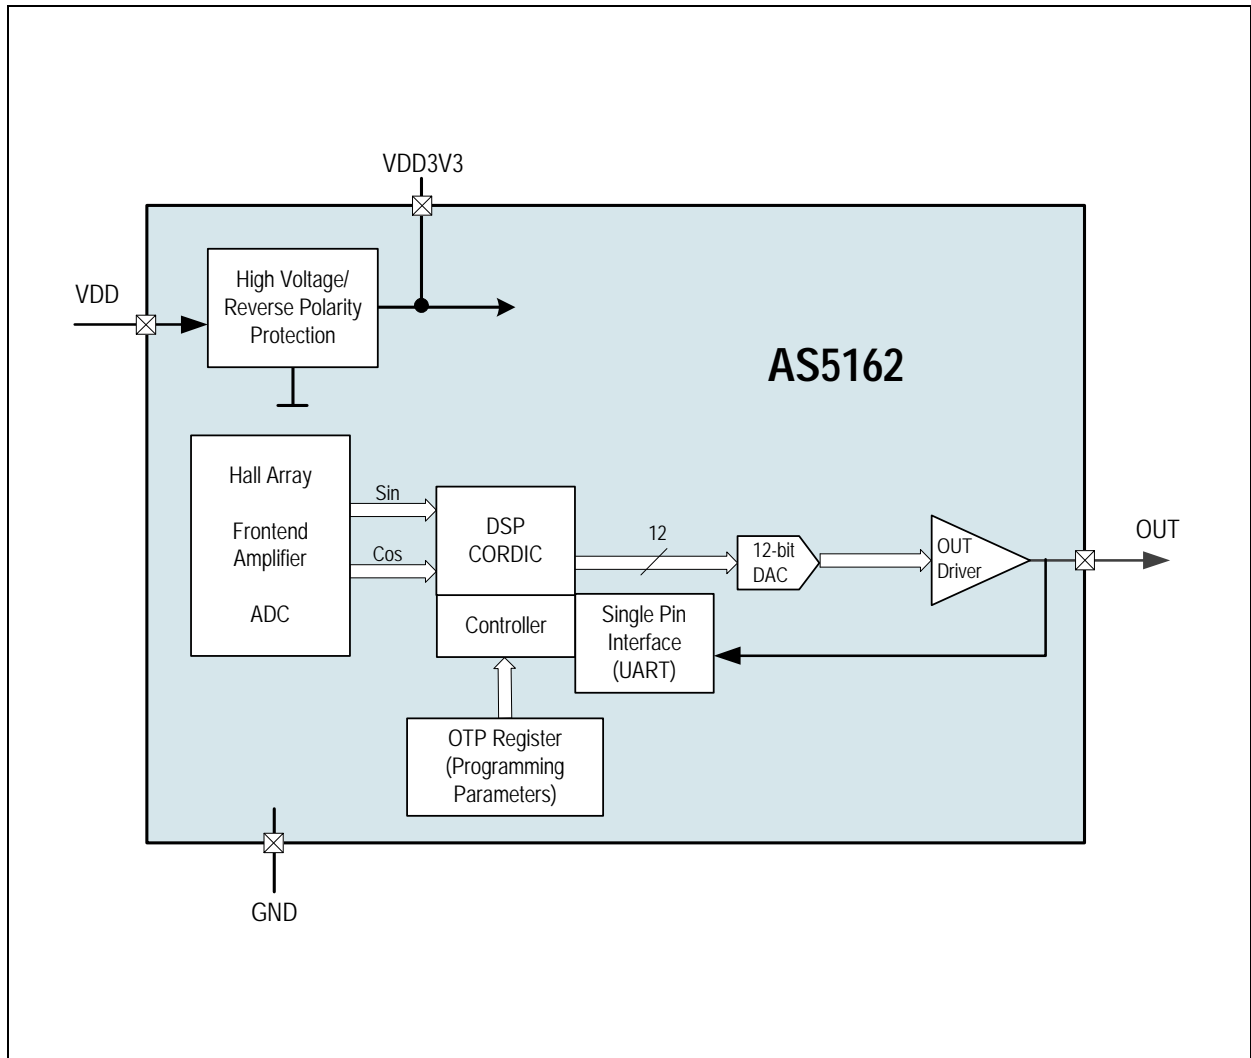 VDD3V3
High Voltage/
Reverse Polarity
Protection
VDD
AS5162
Hall Array
Frontend
Amplifier
ADC
Sin
Cos
DSP
CORDIC
Controller
12
12-bit
DAC
OUT
Driver
OUT
Single Pin
Interface
(UART)
OTP Register
(Programming
Parameters)
GND